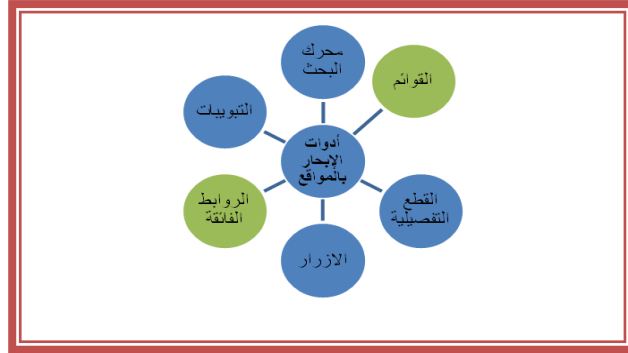 محرك
البحث
القوائم
التبويبات
أدوات
الإبحار
بالمواقع
الروابط
الفائقة
القطع
التفصيلية
الازرار